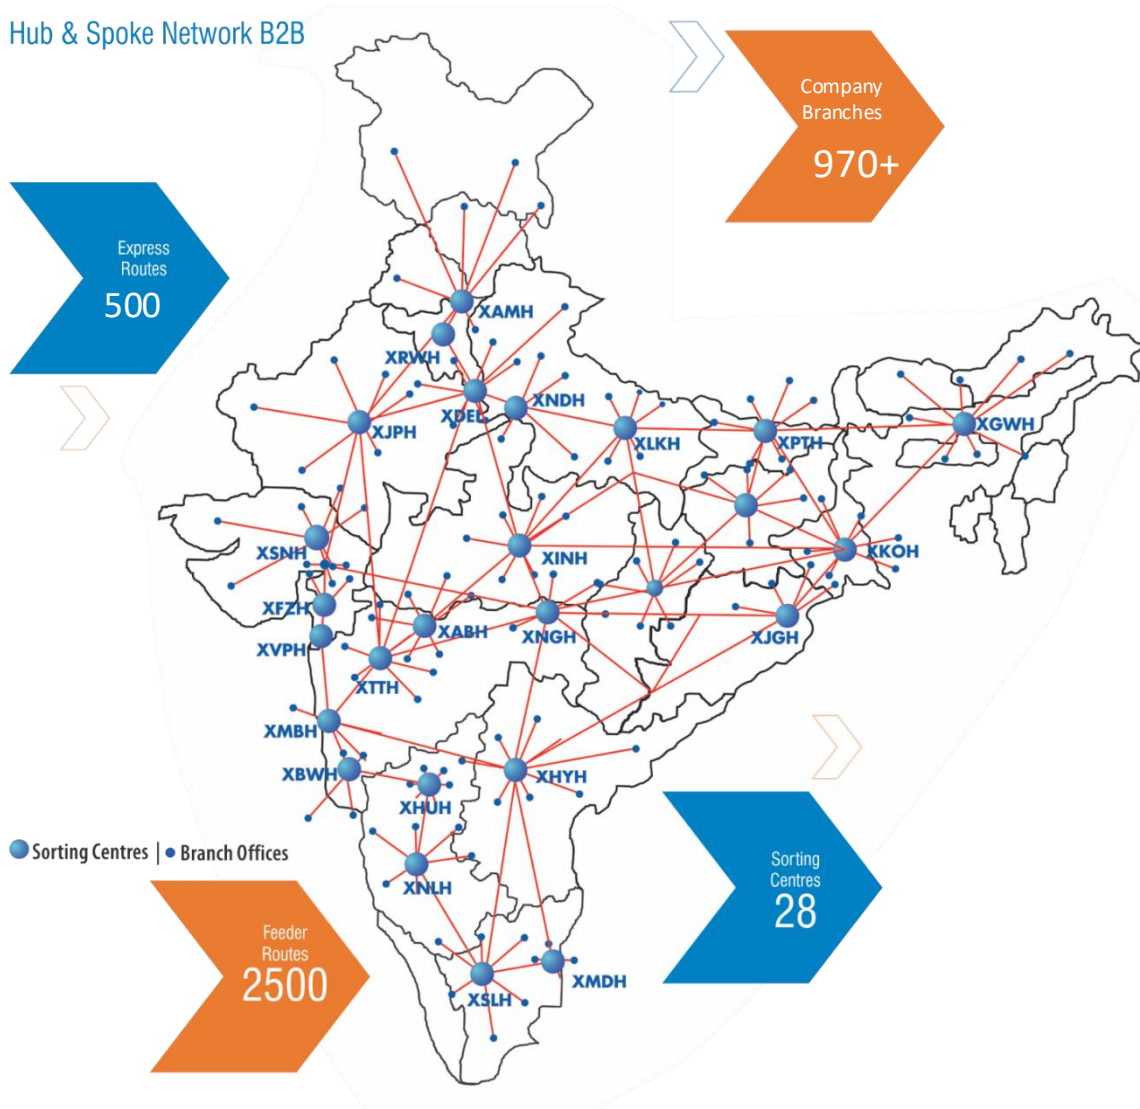 Hub & Spoke Network B2B
Company
Branches
970+
Express
Routes
500
XAMH
XRWH
XDEL
XNDH
XJPH
XLKH
XPTH
XGWH
XSNH
XINH
XKOH
XFZH
XABH
XNGH
XJGH
XVPH
XTTH
XMBH
XBWH
XHYH
XHUH
Sorting Centres | Branch Offices
XNLH
Sorting
Centres
28
Feeder
Routes
2500
XSLH
XMDH